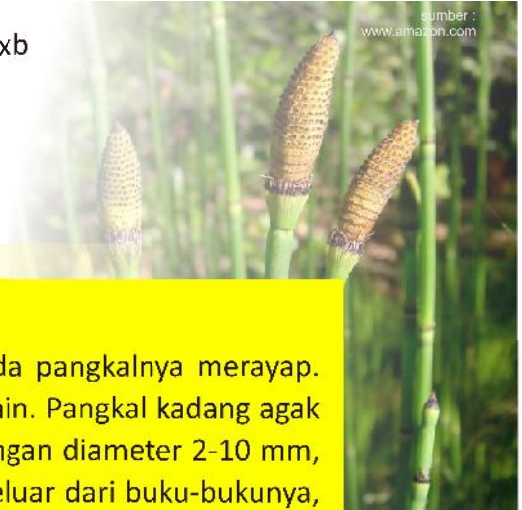 sumber :
www.amazon.com
xb
da pangkalnya merayap.
ain. Pangkal kadang agak
ngan diameter 2-10 mm,
eluar dari buku-bukunya,